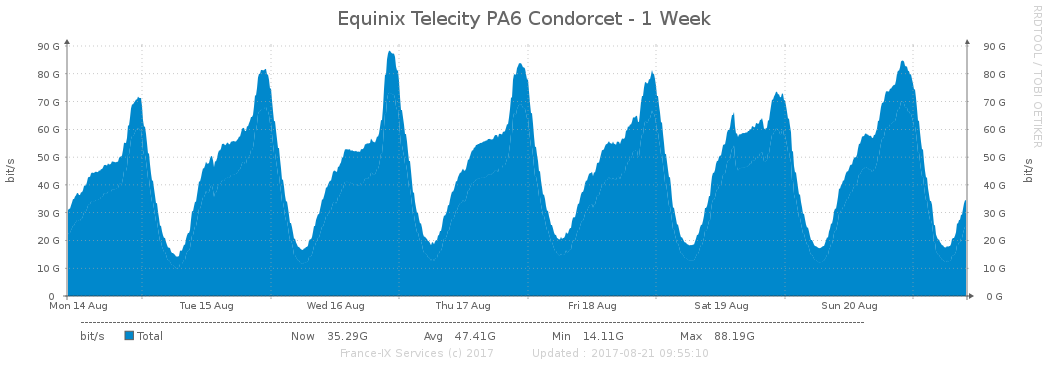 Equinix Telecity PA6 Condorcet - 1 Week
RRDTOOL / TOBI OETIKER
bit/s
90 G 90 G
80 G 80 G
70 G 70 G
60 G 60 G
50 G 50 G
40 G 40 G
30 G 30 G
20 G 20 G
10 G 10 G
0 0 G
bit/s
Mon 14 Aug Tue 15 Aug Wed 16 Aug Thu 17 Aug Fri 18 Aug Sat 19 Aug Sun 20 Aug
bit/s Total Now 35.29G Avg 47.41G Min 14.11G Max 88.19G
France-IX Services (c) 2017 Updated : 2017-08-21 09:55:10